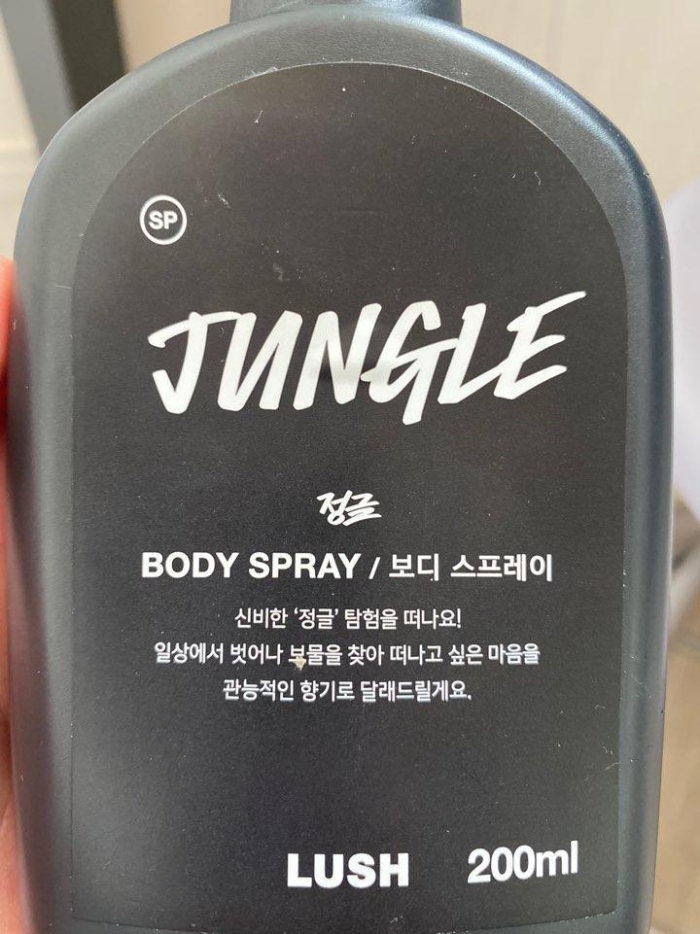 SP
JUNGLE
정글
BODY SPRAY / 보디 스프레이
신비한 ‘정글’ 탐험을 떠나요!
일상에서 벗어나 보물을 찾아 떠나고 싶은 마음을
관능적인 향기로 달래드릴게요.
LUSH 200ml